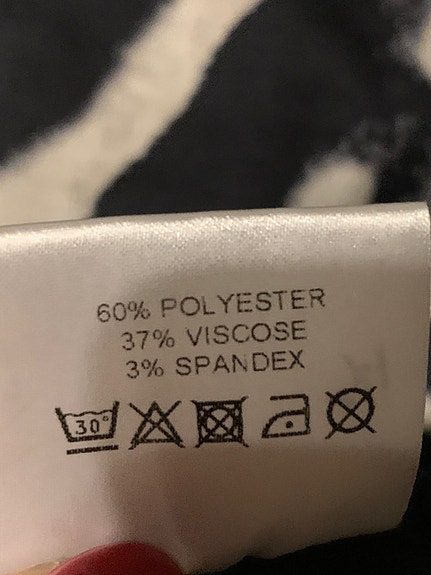 60% POLYESTER
37% VISCOSE
3% SPANDEX
30°